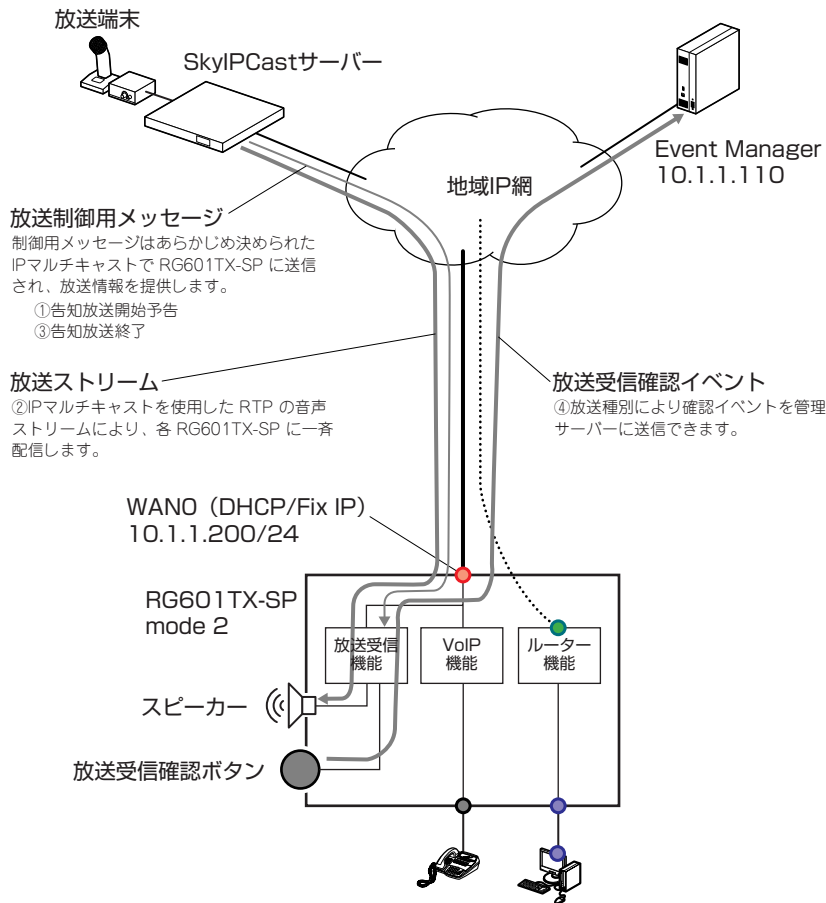 放送端末
SkyIPCastサーバー
地域IP網
Event Manager
10.1.1.110
放送制御用メッセージ
制御用メッセージはあらかじめ決められた
IPマルチキャストで RG601TX-SP に送信
され、放送情報を提供します。
①告知放送開始予告
③告知放送終了
放送ストリーム
②IPマルチキャストを使用した RTP の音声
ストリームにより、各 RG601TX-SP に一斉
配信します。
放送受信確認イベント
④放送種別により確認イベントを管理
サーバーに送信できます。
WAN0（DHCP/Fix IP）
10.1.1.200/24
RG601TX-SP
mode 2
放送受信
機能
VoIP
機能
ルーター
機能
スピーカー
放送受信確認ボタン